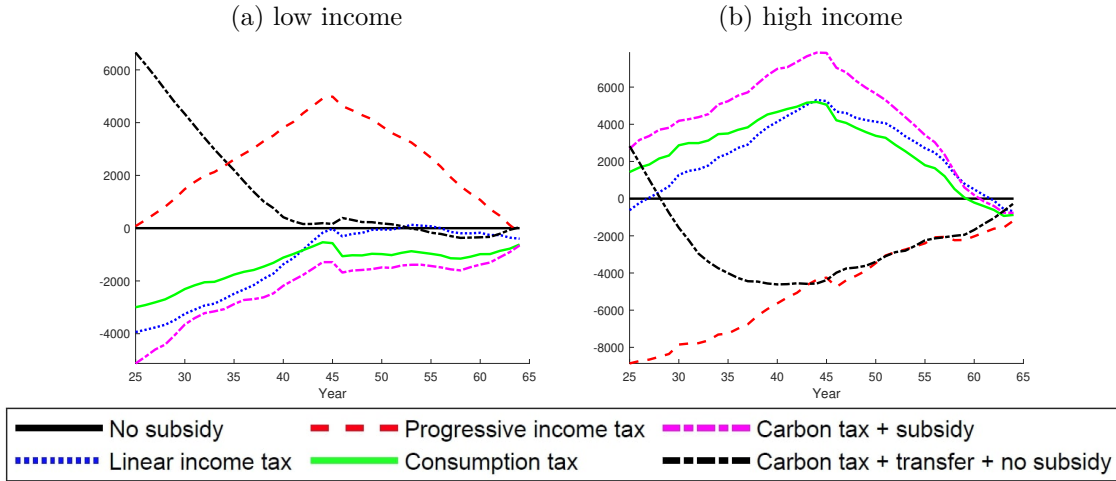 (a) low income
(b) high income
6000
4000
2000
0
-2000
-4000
25 30 35 40 45 50 55 60 65
Year
6000
4000
2000
0
-2000
-4000
-6000
-8000
25 30 35 40 45 50 55 60 65
Year
No subsidy
Progressive income tax
Carbon tax + subsidy
Linear income tax
Consumption tax
Carbon tax + transfer + no subsidy